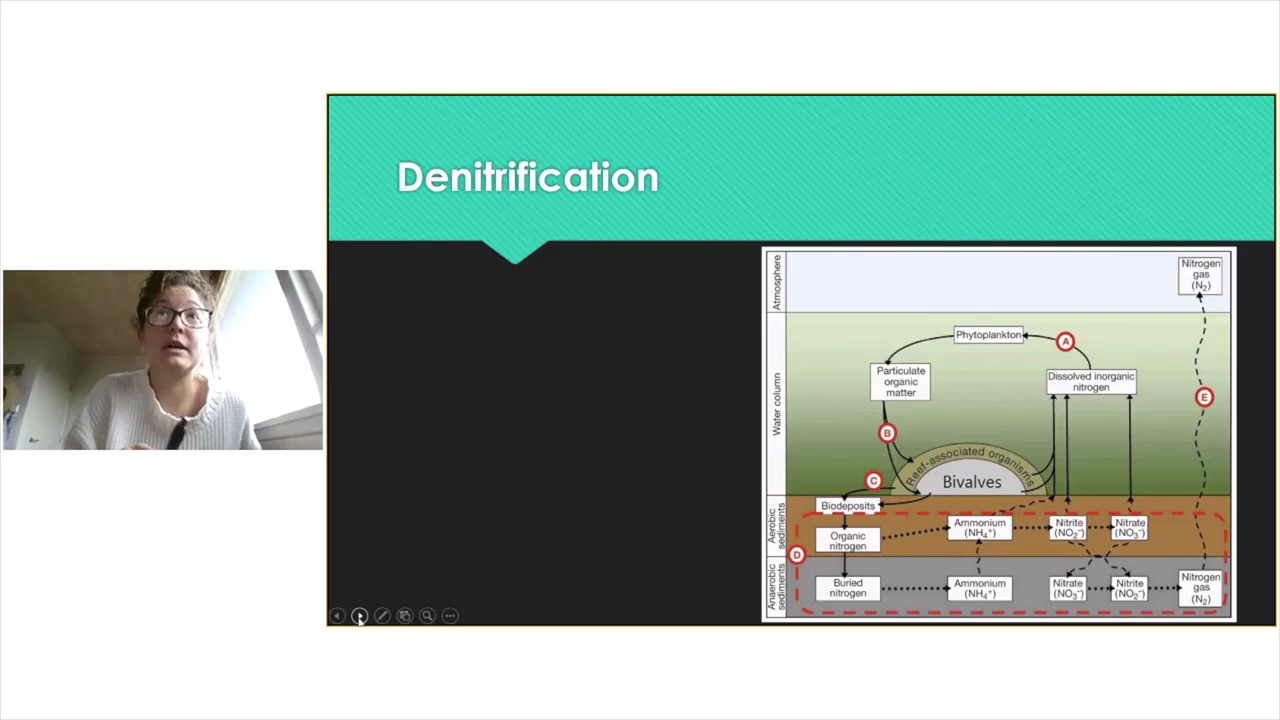 Denitrification
Atmosphere
Nitrogen
gas
(N₂)
Water column
Phytoplankton
A
Particulate
organic
matter
Dissolved inorganic
nitrogen
E
B
Reef-associated organisms
C
Bivalves
Biodeposits
Aerobic
sediments
Organic
nitrogen
Ammonium
(NH₄⁺)
Nitrite
(NO₂⁻)
Nitrate
(NO₃⁻)
D
Anaerobic
sediments
Buried
nitrogen
Ammonium
(NH₄⁺)
Nitrate
(NO₃⁻)
Nitrite
(NO₂⁻)
Nitrogen
gas
(N₂)